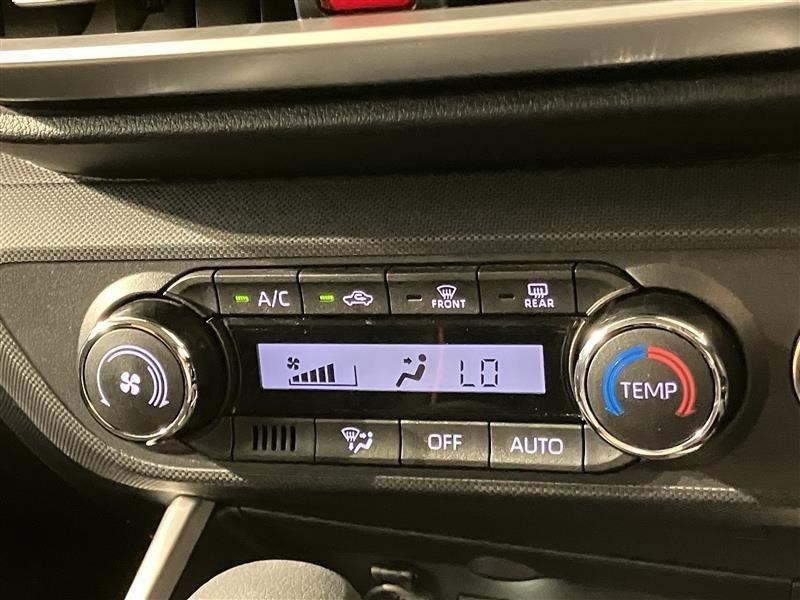 A/C
FRONT
REAR
LO
TEMP
OFF
AUTO